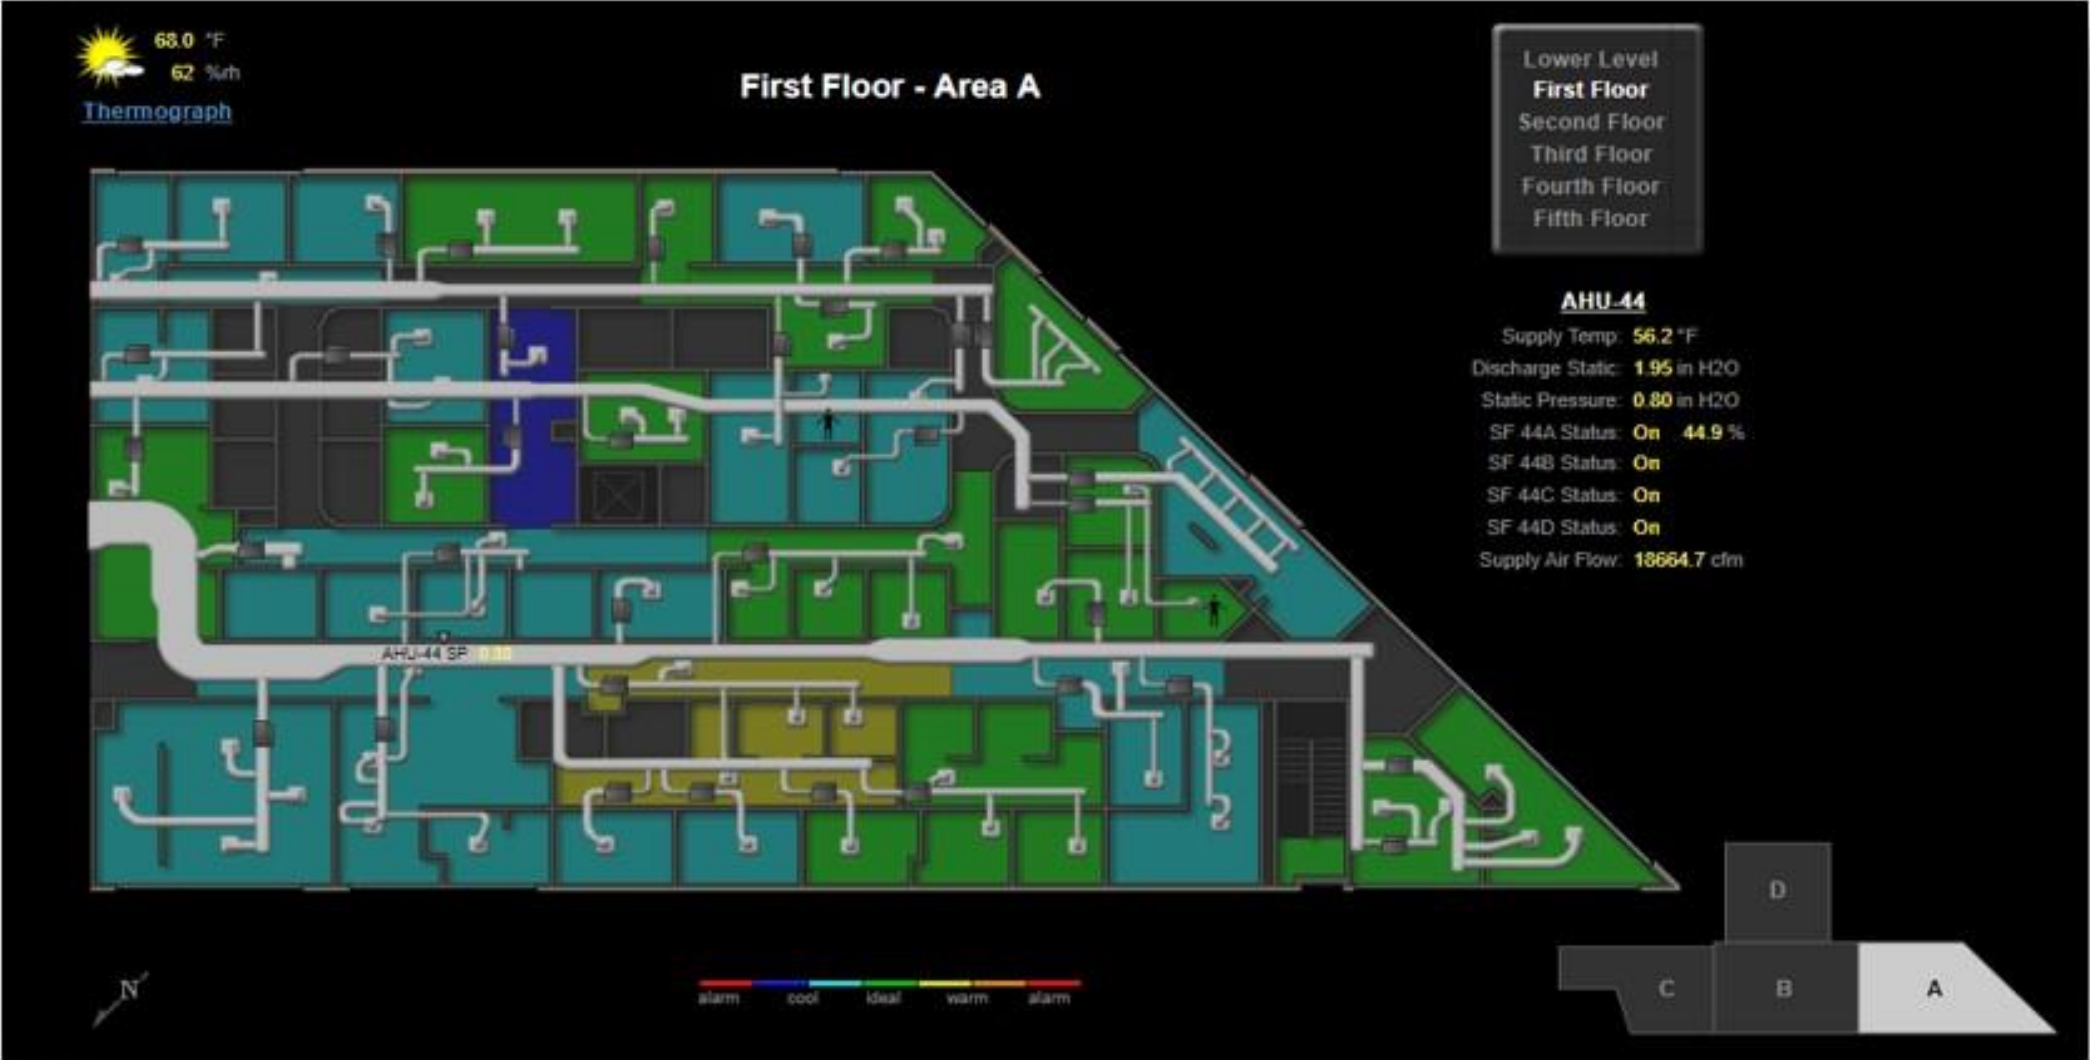 68.0 °F
62 %rh
Thermograph
First Floor - Area A
Lower Level
First Floor
Second Floor
Third Floor
Fourth Floor
Fifth Floor
AHU-44
Supply Temp: 56.2 °F
Discharge Static: 1.95 in H2O
Static Pressure: 0.80 in H2O
SF 44A Status: On 44.9 %
SF 44B Status: On
SF 44C Status: On
SF 44D Status: On
Supply Air Flow: 18664.7 cfm
AHU-44 SP 0.80
N
alarm cool ideal warm alarm
D
C B A